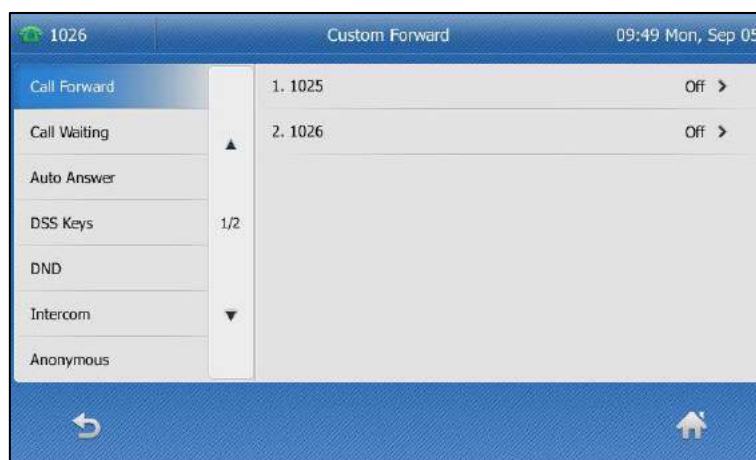 1026 Custom Forward 09:49 Mon, Sep 05
Call Forward
Call Waiting
Auto Answer
DSS Keys
DND
Intercom
Anonymous
1/2
1. 1025 Off >
2. 1026 Off >